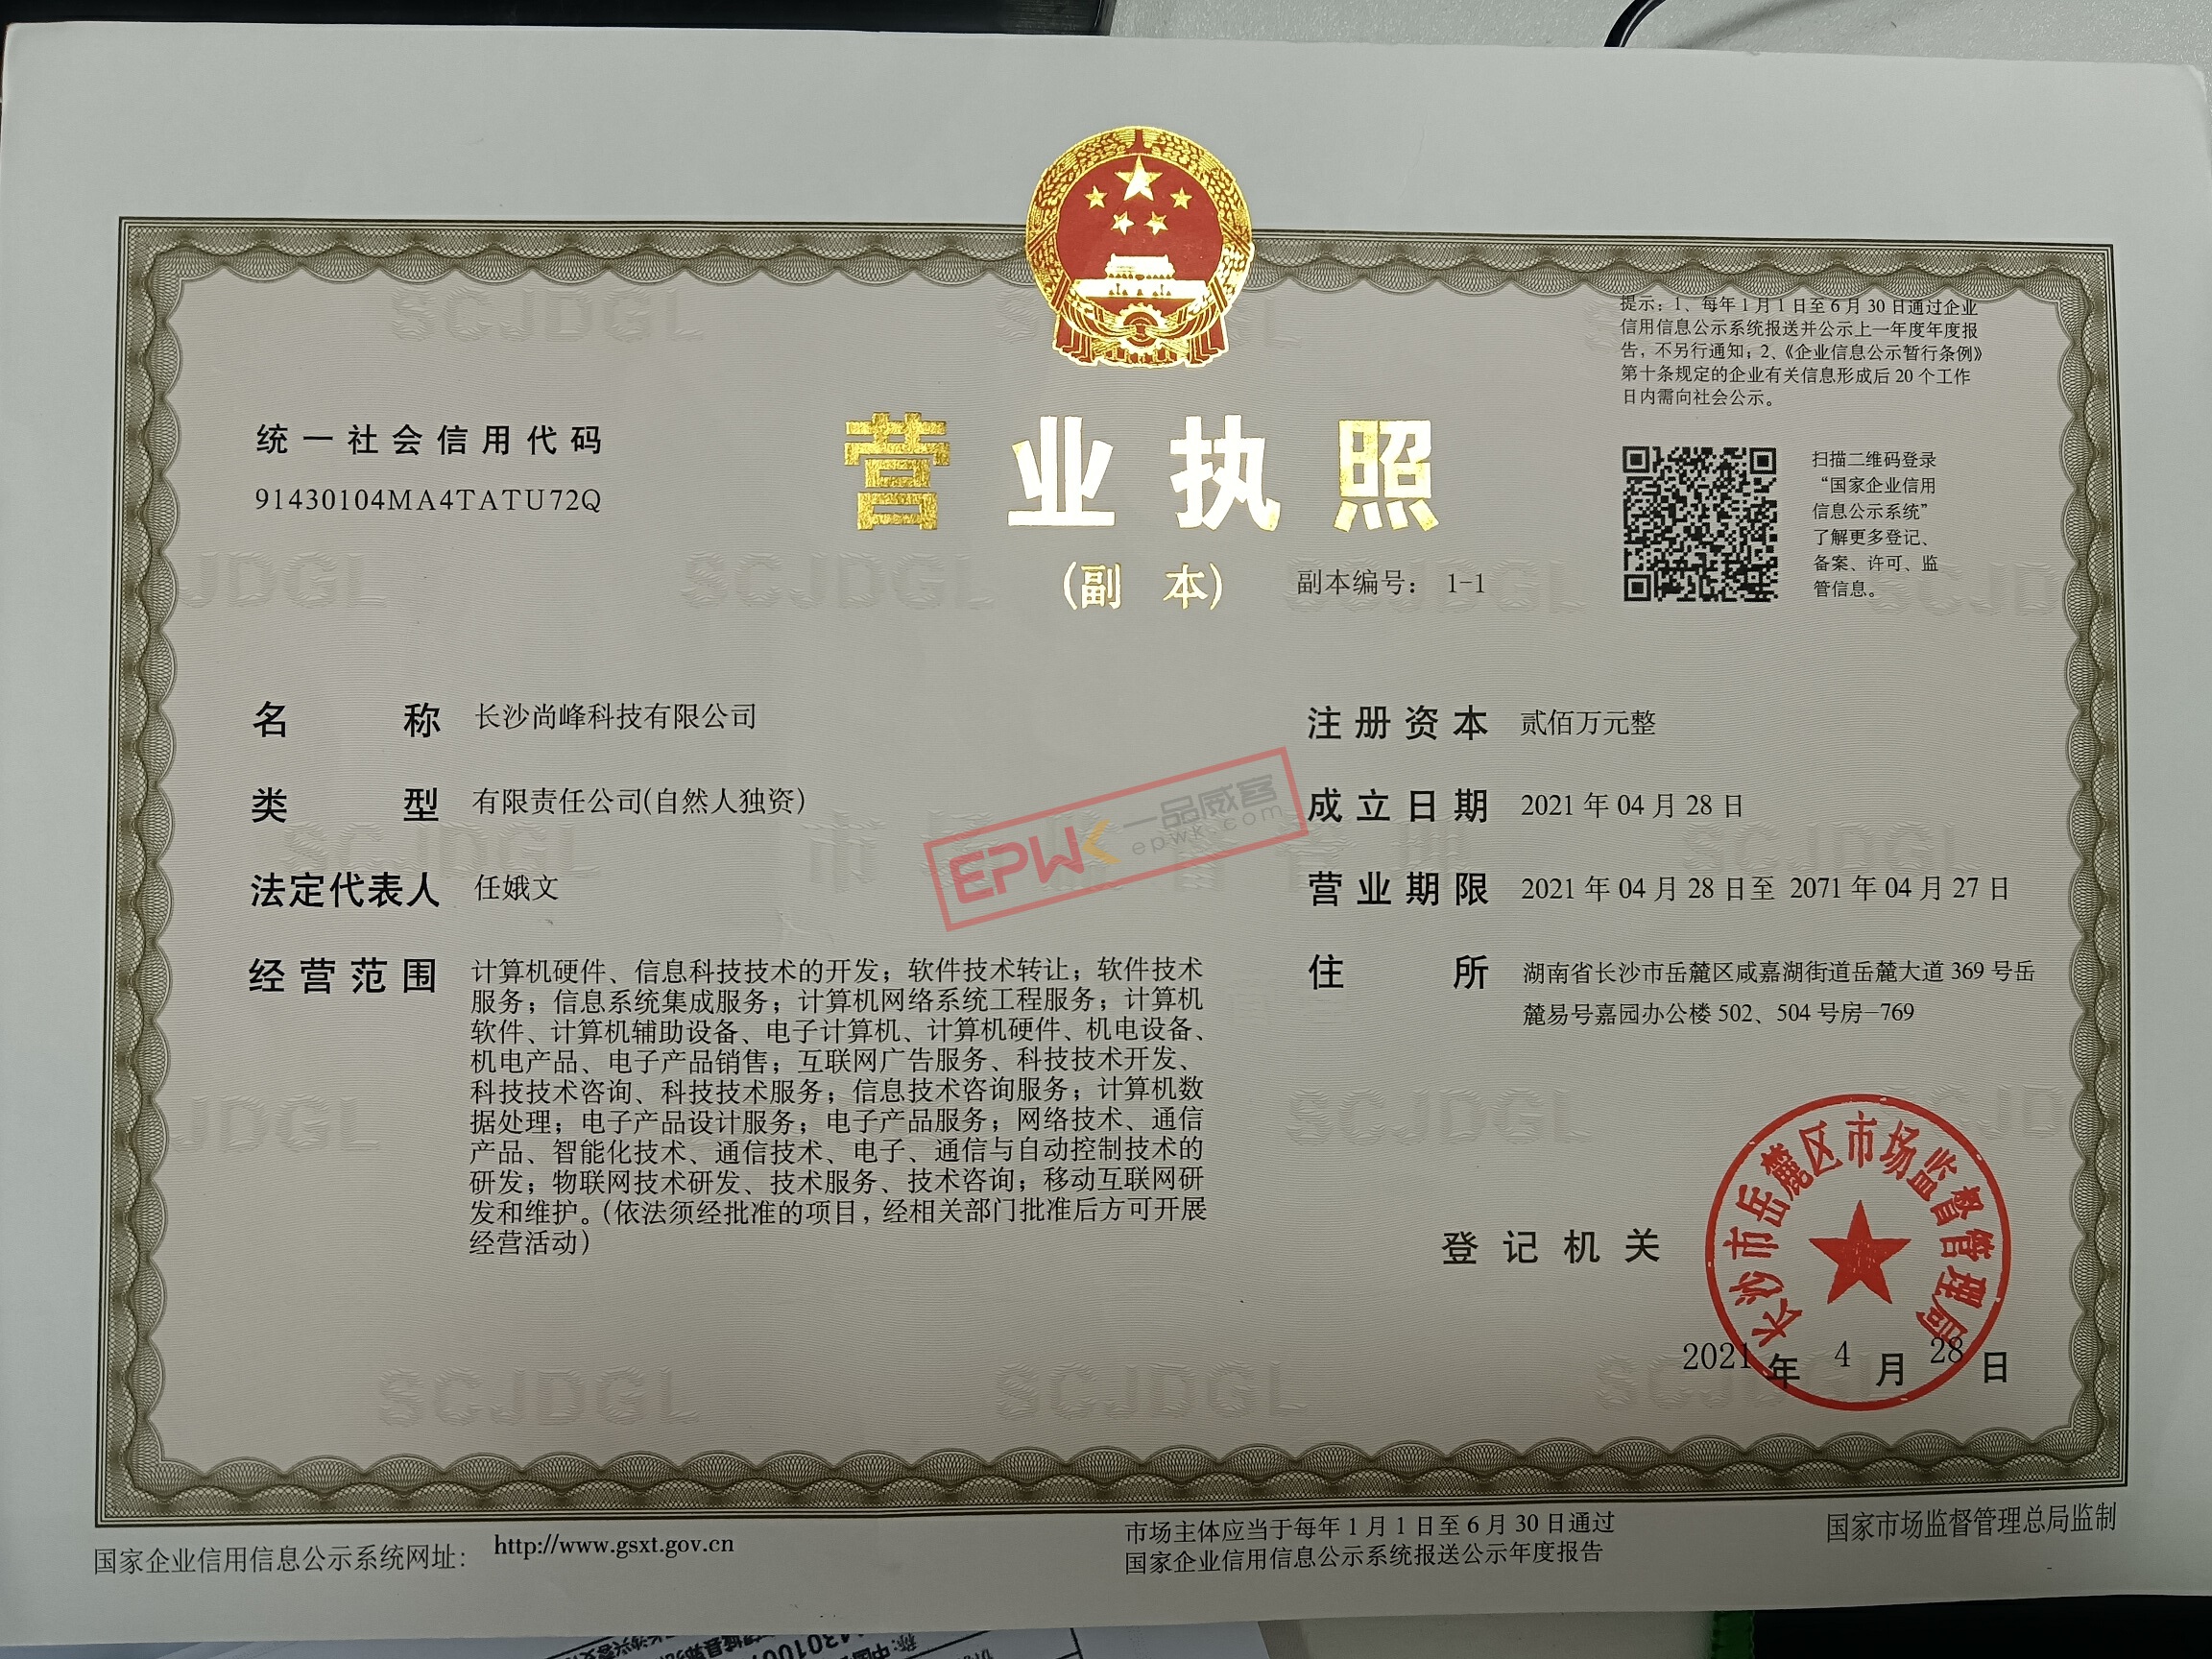 提示：1、每年1月1日至6月30日通过企业
信用信息公示系统报送并公示上一年度年度报
告，不另行通知；2、《企业信息公示暂行条例》
第十条规定的企业有关信息形成后20个工作
日内需向社会公示。
统一社会信用代码
91430104MA4TATU72Q
营业执照
(副 本)
副本编号： 1-1
扫描二维码登录
“国家企业信用
信息公示系统”
了解更多登记、
备案、许可、监
管信息。
名称 长沙尚峰科技有限公司
类型 有限责任公司(自然人独资)
法定代表人 任娥文
经营范围 计算机硬件、信息科技技术的开发；软件技术转让；软件技术
服务；信息系统集成服务；计算机网络系统工程服务；计算机
软件、计算机辅助设备、电子计算机、计算机硬件、机电设备、
机电产品、电子产品销售；互联网广告服务、科技技术开发、
科技技术咨询、科技技术服务；信息技术咨询服务；计算机数
据处理；电子产品设计服务；电子产品服务；网络技术、通信
产品、智能化技术、通信技术、电子、通信与自动控制技术的
研发；物联网技术研发、技术服务、技术咨询；移动互联网研
发和维护。(依法须经批准的项目，经相关部门批准后方可开展
经营活动)
注册资本 贰佰万元整
成立日期 2021年04月28日
营业期限 2021年04月28日至 2071年04月27日
住所 湖南省长沙市岳麓区咸嘉湖街道岳麓大道369号岳
麓易号嘉园办公楼502、504号房-769
EPWK 一品威客
epwk.com
登记机关
长沙市岳麓区市场监督管理局
2021年4月28日
SCJDGL
国家企业信用信息公示系统网址： http://www.gsxt.gov.cn
市场主体应当于每年1月1日至6月30日通过
国家企业信用信息公示系统报送公示年度报告
国家市场监督管理总局监制